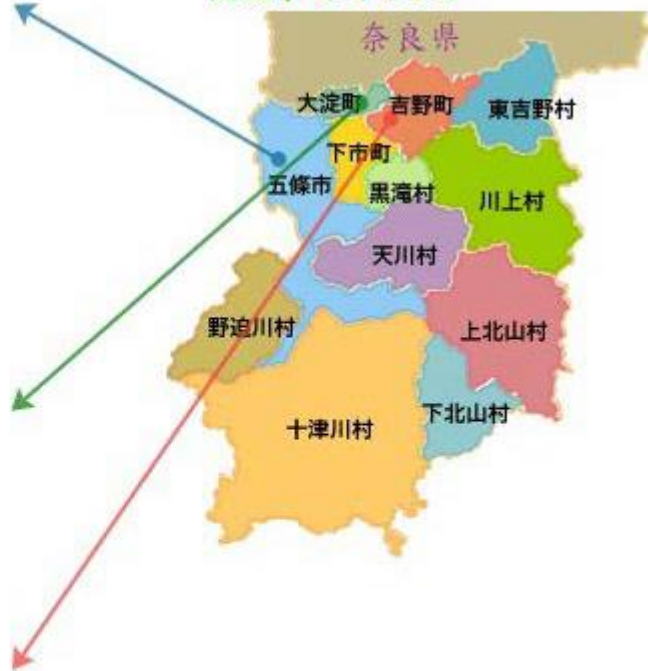 奈良県
大淀町
吉野町
東吉野村
下市町
五條市
黒滝村
川上村
天川村
野迫川村
上北山村
下北山村
十津川村